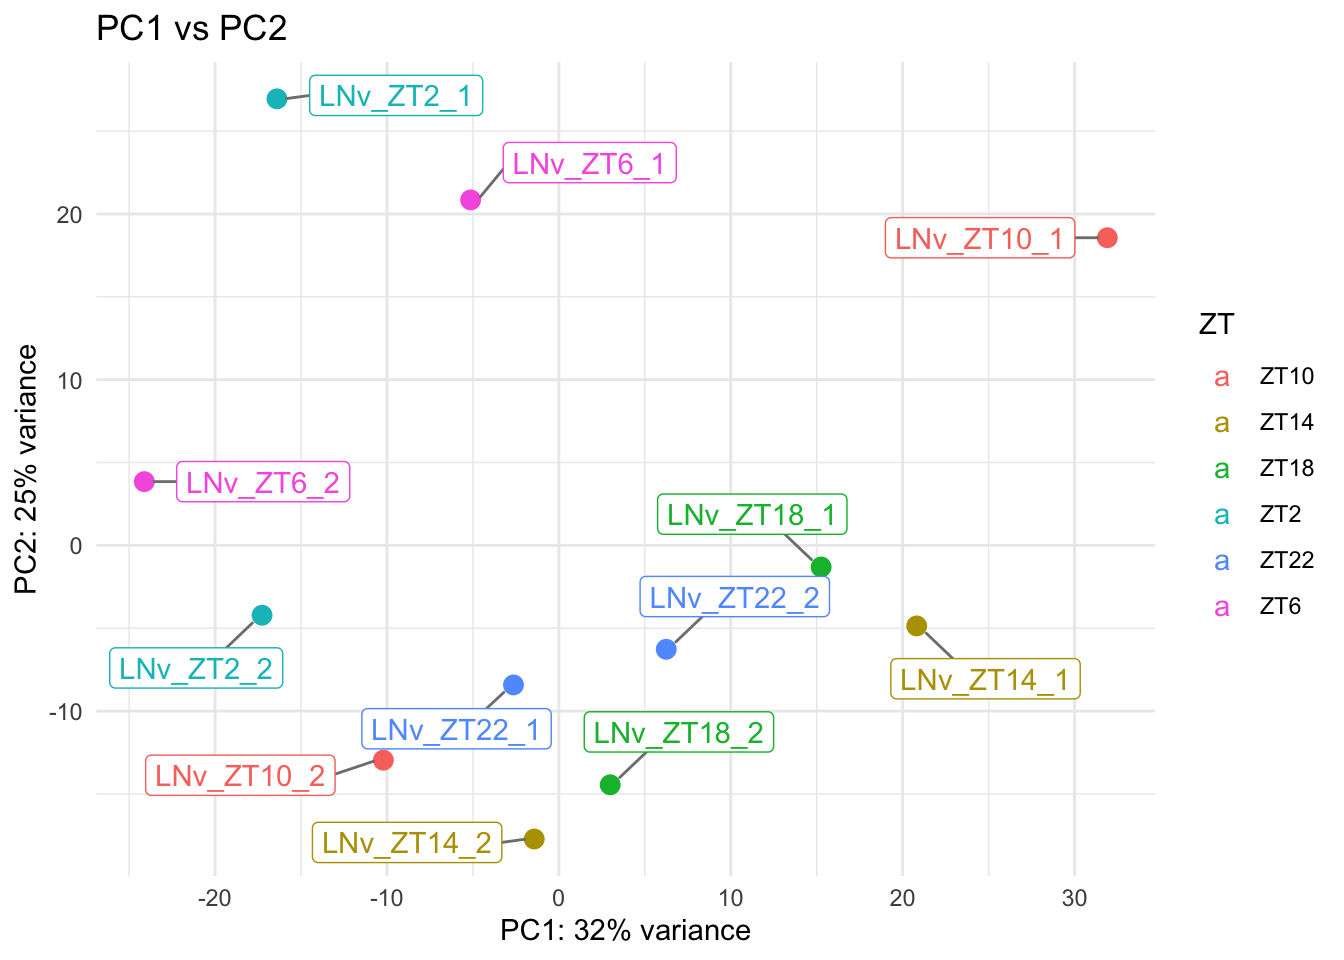 PC1 vs PC2
LNv_ZT2_1
LNv_ZT6_1
LNv_ZT10_1
LNv_ZT6_2
LNv_ZT18_1
LNv_ZT22_2
LNv_ZT2_2
LNv_ZT14_1
LNv_ZT22_1
LNv_ZT18_2
LNv_ZT10_2
LNv_ZT14_2
20
10
0
-10
PC2: 25% variance
-20
-10
0
10
20
30
PC1: 32% variance
ZT
a ZT10
a ZT14
a ZT18
a ZT2
a ZT22
a ZT6